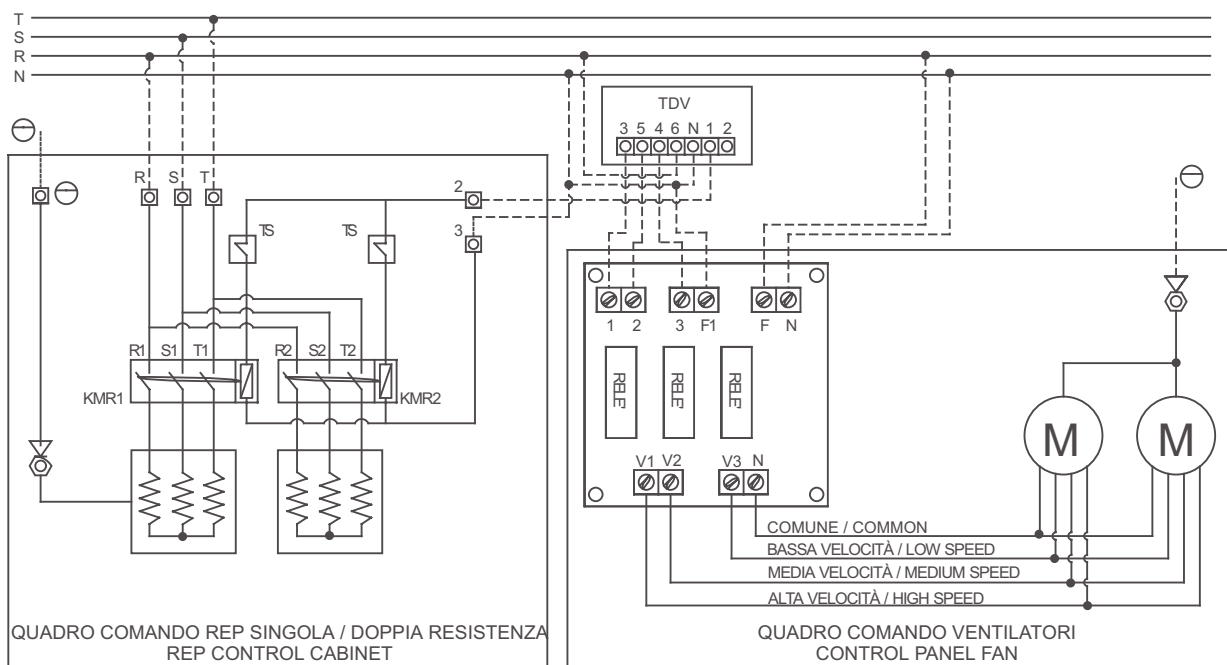 T
S
R
N
TDV
3 5 4 6 N 1 2
R S T
2
3
TS TS
1 2 3 F1 F N
R1 S1 T1 R2 S2 T2
KMR1 KMR2
RELE'
RELE'
RELE'
M M
V1 V2 V3 N
COMUNE / COMMON
BASSA VELOCITÀ / LOW SPEED
MEDIA VELOCITÀ / MEDIUM SPEED
ALTA VELOCITÀ / HIGH SPEED
QUADRO COMANDO REP SINGOLA / DOPPIA RESISTENZA
REP CONTROL CABINET
QUADRO COMANDO VENTILATORI
CONTROL PANEL FAN